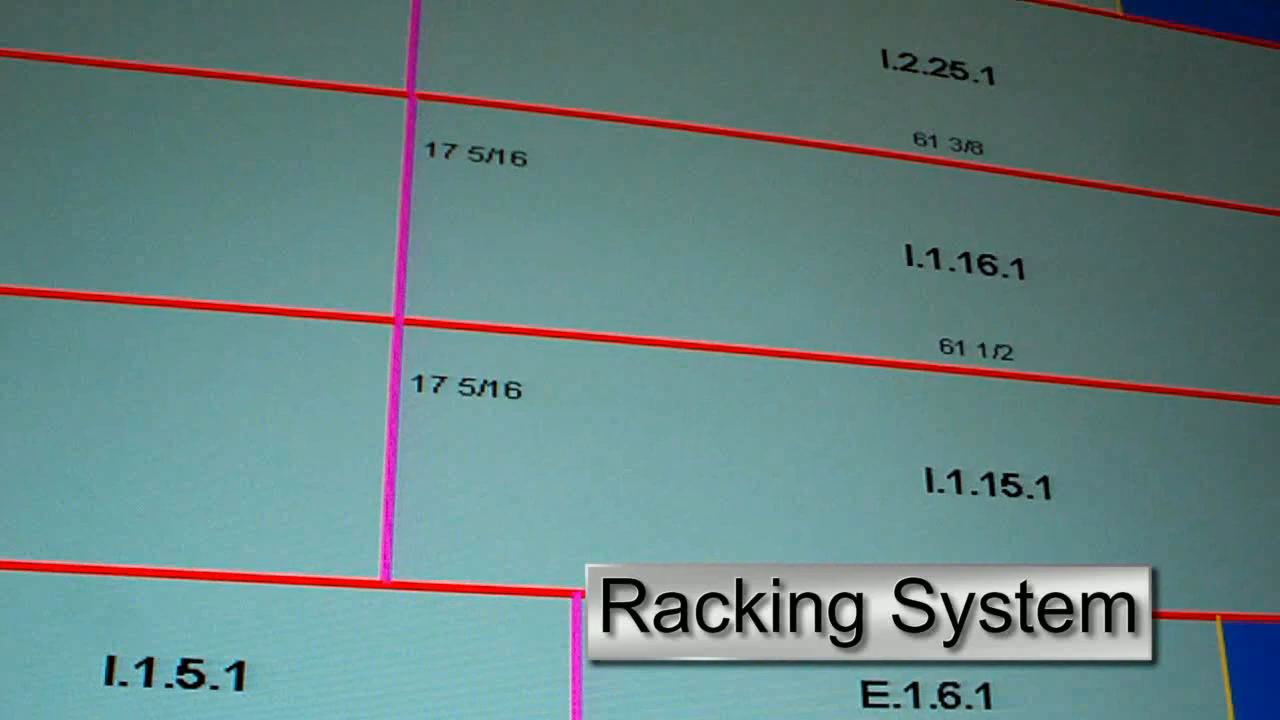 I.2.25.1
61 3/8
17 5/16
I.1.16.1
61 1/2
17 5/16
I.1.15.1
Racking System
I.1.5.1
E.1.6.1